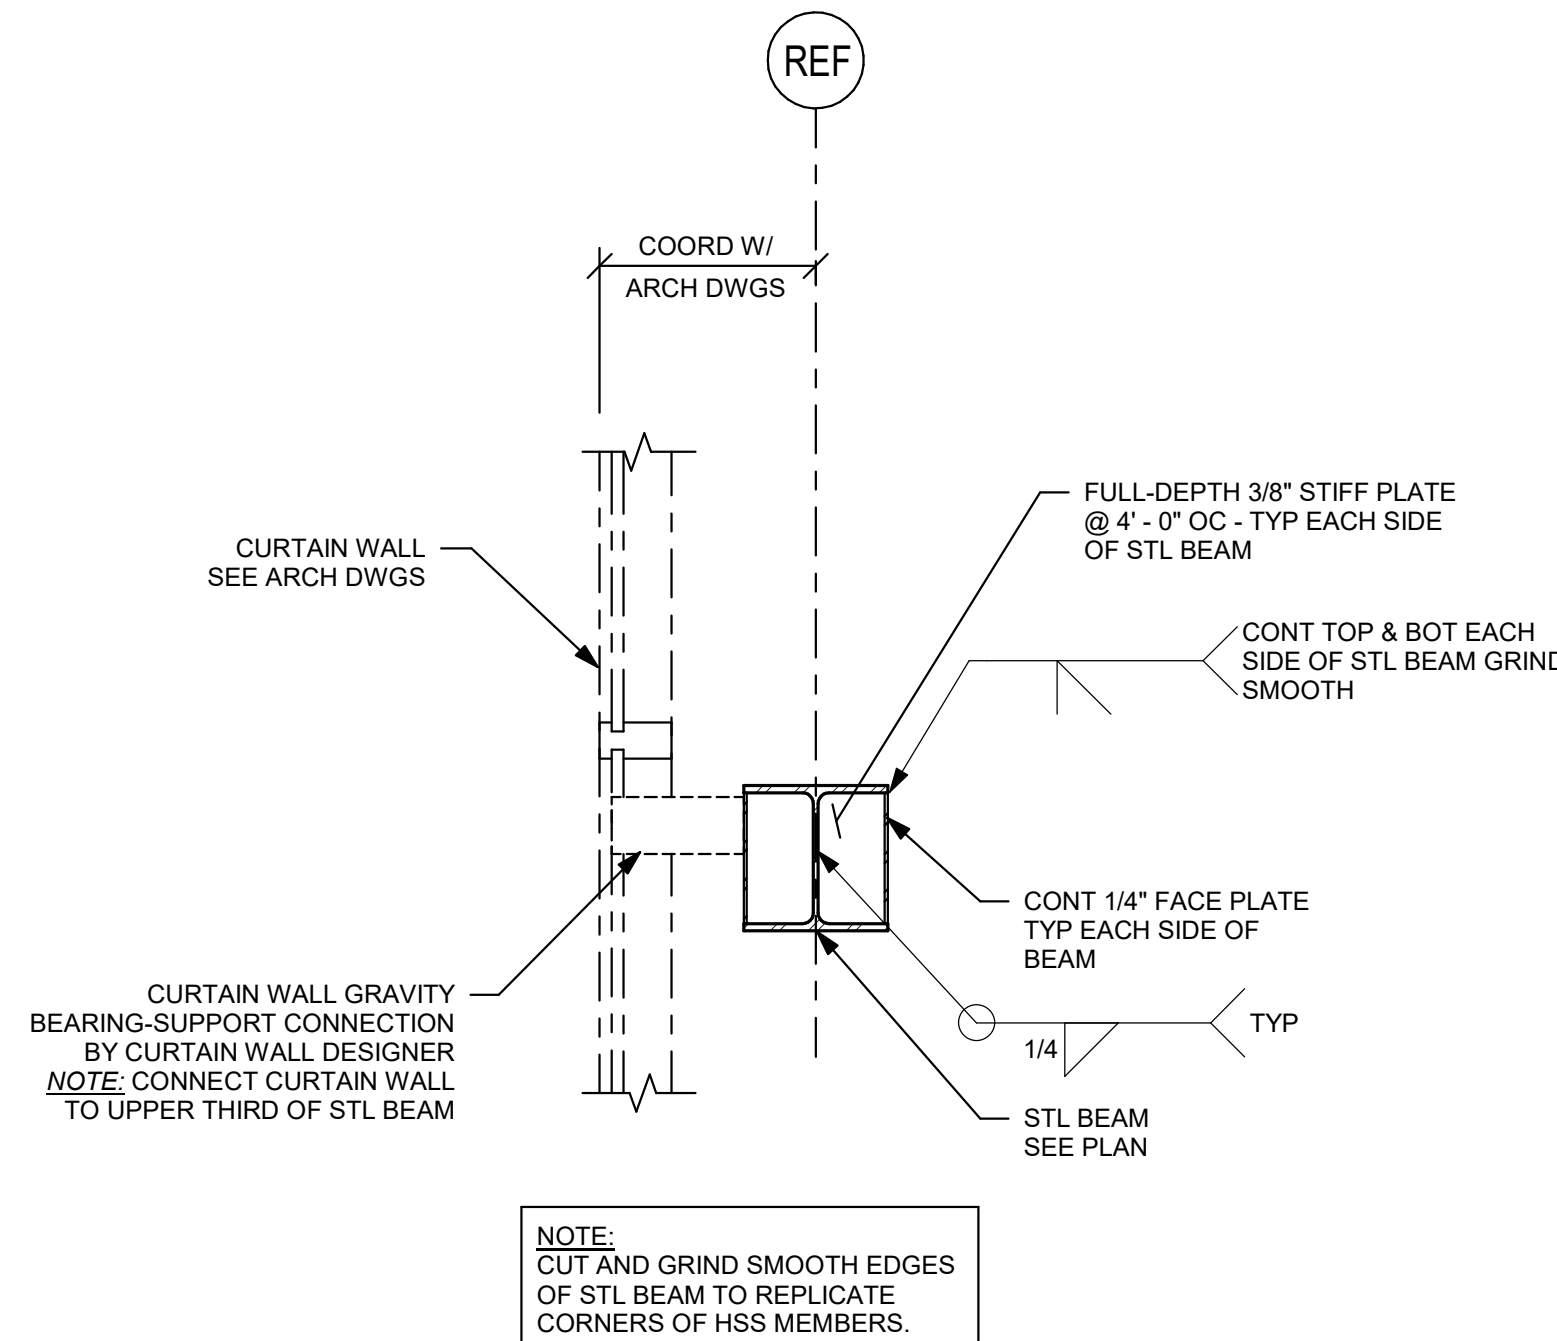 REF
COORD W/
ARCH DWGS
FULL-DEPTH 3/8" STIFF PLATE
@ 4' - 0" OC - TYP EACH SIDE
OF STL BEAM
CURTAIN WALL
SEE ARCH DWGS
CONT TOP & BOT EACH
SIDE OF STL BEAM GRIND
SMOOTH
CONT 1/4" FACE PLATE
TYP EACH SIDE OF
BEAM
CURTAIN WALL GRAVITY
BEARING-SUPPORT CONNECTION
BY CURTAIN WALL DESIGNER
NOTE: CONNECT CURTAIN WALL
TO UPPER THIRD OF STL BEAM
1/4
TYP
STL BEAM
SEE PLAN
NOTE:
CUT AND GRIND SMOOTH EDGES
OF STL BEAM TO REPLICATE
CORNERS OF HSS MEMBERS.